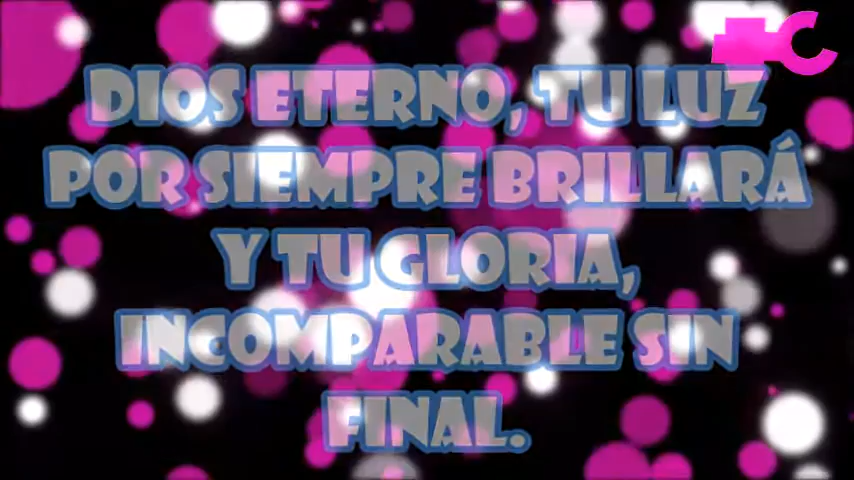 DIOS ETERNO, TU LUZ
POR SIEMPRE BRILLARÁ
Y TU GLORIA,
INCOMPARABLE SIN
FINAL.